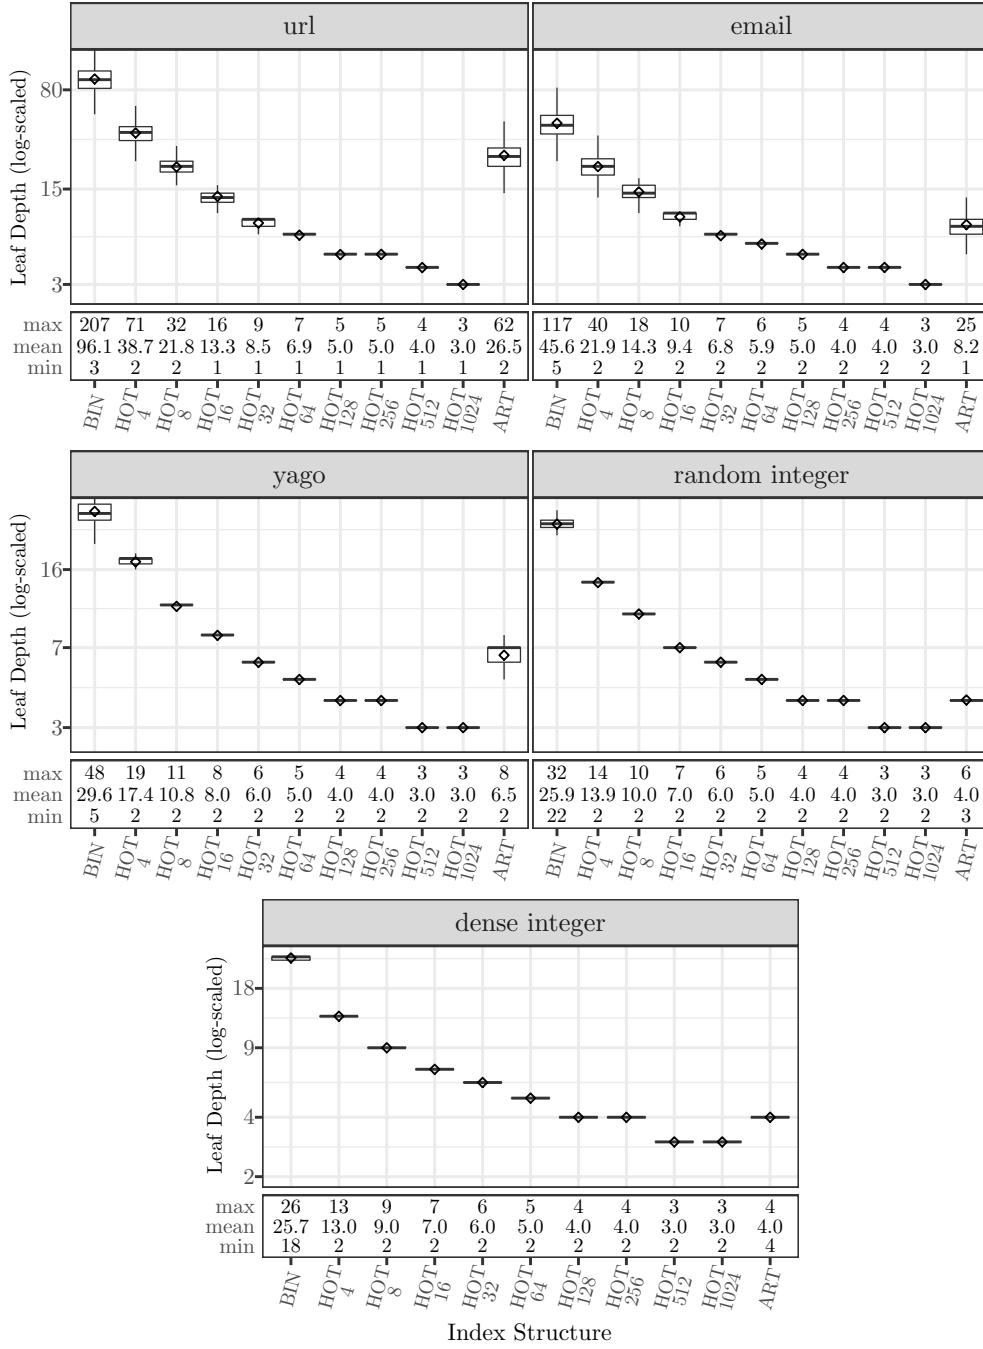 url
email
Leaf Depth (log-scaled)
80
15
3
max 207 71 32 16 9 7 5 5 4 3 62
mean 96.1 38.7 21.8 13.3 8.5 6.9 5.0 5.0 4.0 3.0 26.5
min 3 2 2 1 1 1 1 1 1 1 2
117 40 18 10 7 6 5 4 4 3 25
45.6 21.9 14.3 9.4 6.8 5.9 5.0 4.0 4.0 3.0 8.2
5 2 2 2 2 2 2 2 2 2 1
BIN
HOT 4
HOT 8
HOT 16
HOT 32
HOT 64
HOT 128
HOT 256
HOT 512
HOT 1024
ART
BIN
HOT 4
HOT 8
HOT 16
HOT 32
HOT 64
HOT 128
HOT 256
HOT 512
HOT 1024
ART
yago
random integer
Leaf Depth (log-scaled)
16
7
3
max 48 19 11 8 6 5 4 4 3 3 8
mean 29.6 17.4 10.8 8.0 6.0 5.0 4.0 4.0 3.0 3.0 6.5
min 5 2 2 2 2 2 2 2 2 2 2
32 14 10 7 6 5 4 4 3 3 6
25.9 13.9 10.0 7.0 6.0 5.0 4.0 4.0 3.0 3.0 4.0
22 2 2 2 2 2 2 2 2 2 3
BIN
HOT 4
HOT 8
HOT 16
HOT 32
HOT 64
HOT 128
HOT 256
HOT 512
HOT 1024
ART
BIN
HOT 4
HOT 8
HOT 16
HOT 32
HOT 64
HOT 128
HOT 256
HOT 512
HOT 1024
ART
dense integer
Leaf Depth (log-scaled)
18
9
4
2
max 26 13 9 7 6 5 4 4 3 3 4
mean 25.7 13.0 9.0 7.0 6.0 5.0 4.0 4.0 3.0 3.0 4.0
min 18 2 2 2 2 2 2 2 2 2 4
BIN
HOT 4
HOT 8
HOT 16
HOT 32
HOT 64
HOT 128
HOT 256
HOT 512
HOT 1024
ART
Index Structure